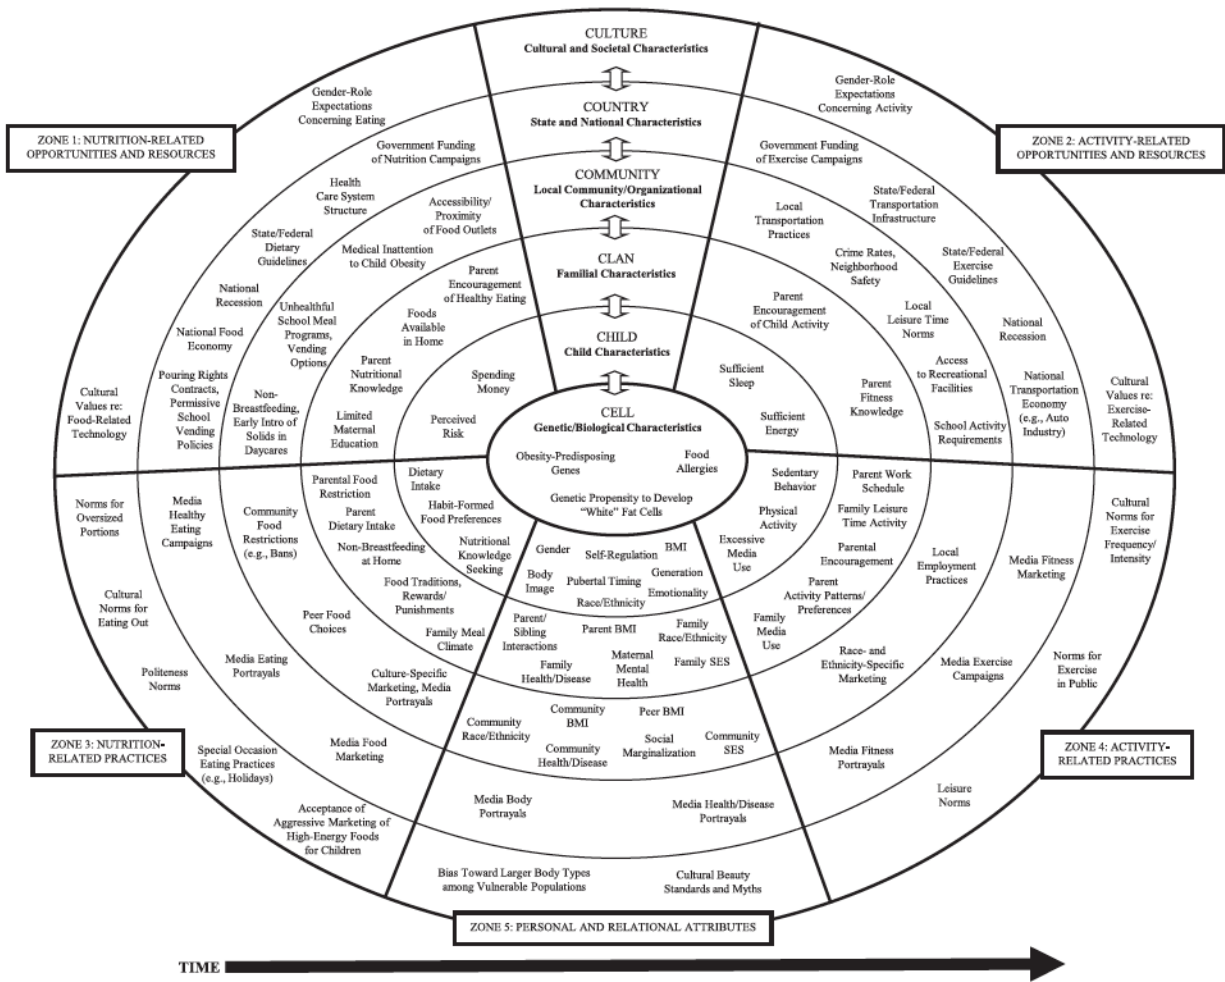 CULTURE
Cultural and Societal Characteristics
COUNTRY
State and National Characteristics
COMMUNITY
Local Community/Organizational
Characteristics
CLAN
Familial Characteristics
CHILD
Child Characteristics
CELL
Genetic/Biological Characteristics
Obesity-Predisposing
Genes
Food
Allergies
Genetic Propensity to Develop
“White” Fat Cells
ZONE 1: NUTRITION-RELATED
OPPORTUNITIES AND RESOURCES
Gender-Role
Expectations
Concerning Eating
Government Funding
of Nutrition Campaigns
Health
Care System
Structure
Accessibility/
Proximity
of Food Outlets
State/Federal
Dietary
Guidelines
Medical Inattention
to Child Obesity
Parent
Encouragement
of Healthy Eating
National
Recession
Unhealthful
School Meal
Programs,
Vending
Options
Foods
Available
in Home
National Food
Economy
Parent
Nutritional
Knowledge
Spending
Money
Pouring Rights
Contracts,
Permissive
School
Vending
Policies
Cultural
Values re:
Food-Related
Technology
Non-
Breastfeeding,
Early Intro of
Solids in
Daycares
Limited
Maternal
Education
Perceived
Risk
ZONE 2: ACTIVITY-RELATED
OPPORTUNITIES AND RESOURCES
Gender-Role
Expectations
Concerning Activity
Government Funding
of Exercise Campaigns
State/Federal
Transportation
Infrastructure
Local
Transportation
Practices
Crime Rates,
Neighborhood
Safety
State/Federal
Exercise
Guidelines
Parent
Encouragement
of Child Activity
Local
Leisure Time
Norms
National
Recession
Sufficient
Sleep
Parent
Fitness
Knowledge
Access
to Recreational
Facilities
National
Transportation
Economy
(e.g., Auto
Industry)
Cultural
Values re:
Exercise-
Related
Technology
Sufficient
Energy
School Activity
Requirements
ZONE 3: NUTRITION-
RELATED PRACTICES
Norms for
Oversized
Portions
Media
Healthy
Eating
Campaigns
Community
Food
Restrictions
(e.g., Bans)
Parental Food
Restriction
Parent
Dietary Intake
Dietary
Intake
Habit-Formed
Food Preferences
Non-Breastfeeding
at Home
Nutritional
Knowledge
Seeking
Food Traditions,
Rewards/
Punishments
Cultural
Norms for
Eating Out
Peer Food
Choices
Family Meal
Climate
Politeness
Norms
Media Eating
Portrayals
Culture-Specific
Marketing, Media
Portrayals
Special Occasion
Eating Practices
(e.g., Holidays)
Media Food
Marketing
Acceptance of
Aggressive Marketing of
High-Energy Foods
for Children
ZONE 4: ACTIVITY-
RELATED PRACTICES
Sedentary
Behavior
Parent Work
Schedule
Physical
Activity
Family Leisure
Time Activity
Excessive
Media
Use
Parental
Encouragement
Parent
Activity Patterns/
Preferences
Local
Employment
Practices
Media Fitness
Marketing
Cultural
Norms for
Exercise
Frequency/
Intensity
Family
Media
Use
Race- and
Ethnicity-Specific
Marketing
Media Exercise
Campaigns
Norms
for Exercise
in Public
Media Fitness
Portrayals
Leisure
Norms
Gender
Self-Regulation
BMI
Body
Image
Pubertal Timing
Generation
Race/Ethnicity
Emotionality
Parent/
Sibling
Interactions
Parent BMI
Family
Race/Ethnicity
Family
Health/Disease
Maternal
Mental
Health
Family SES
Community
Race/Ethnicity
Community
BMI
Peer BMI
Community
Health/Disease
Social
Marginalization
Community
SES
Media Body
Portrayals
Media Health/Disease
Portrayals
Bias Toward Larger Body Types
among Vulnerable Populations
Cultural Beauty
Standards and Myths
ZONE 5: PERSONAL AND RELATIONAL ATTRIBUTES
TIME